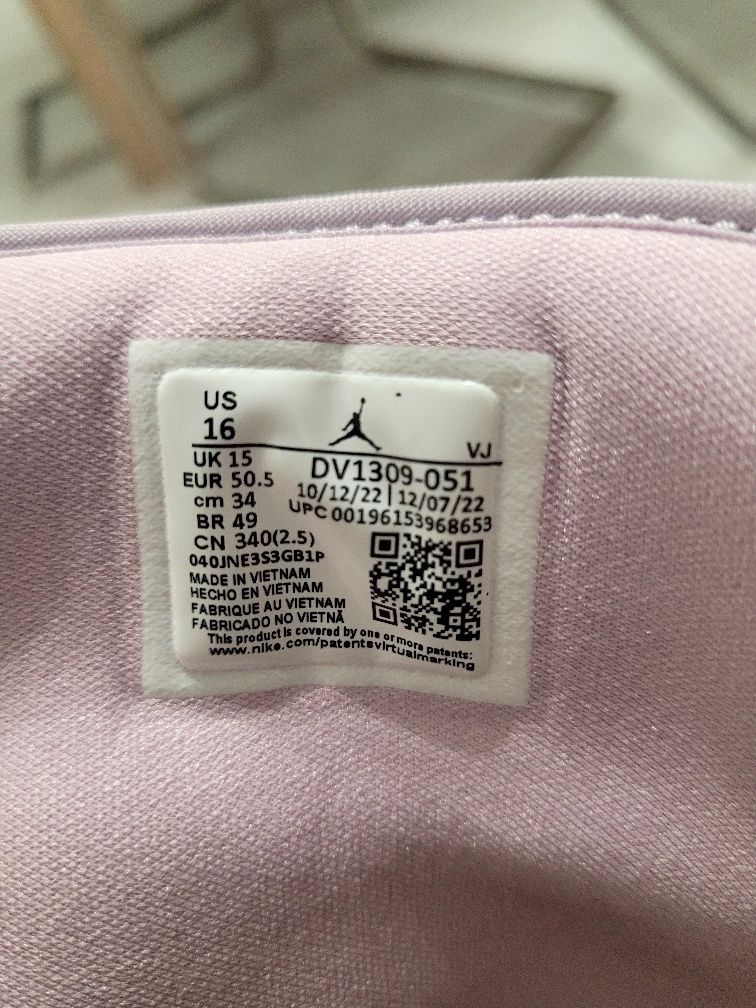 US
16
VJ
UK 15
DV1309-051
EUR 50.5
10/12/22 | 12/07/22
cm 34
UPC 00196153968653
BR 49
CN 340(2.5)
040JNE3S3GB1P
MADE IN VIETNAM
HECHO EN VIETNAM
FABRIQUE AU VIETNAM
FABRICADO NO VIETNÃ
This product is covered by one or more patents:
www.nike.com/patentsvirtualmarking